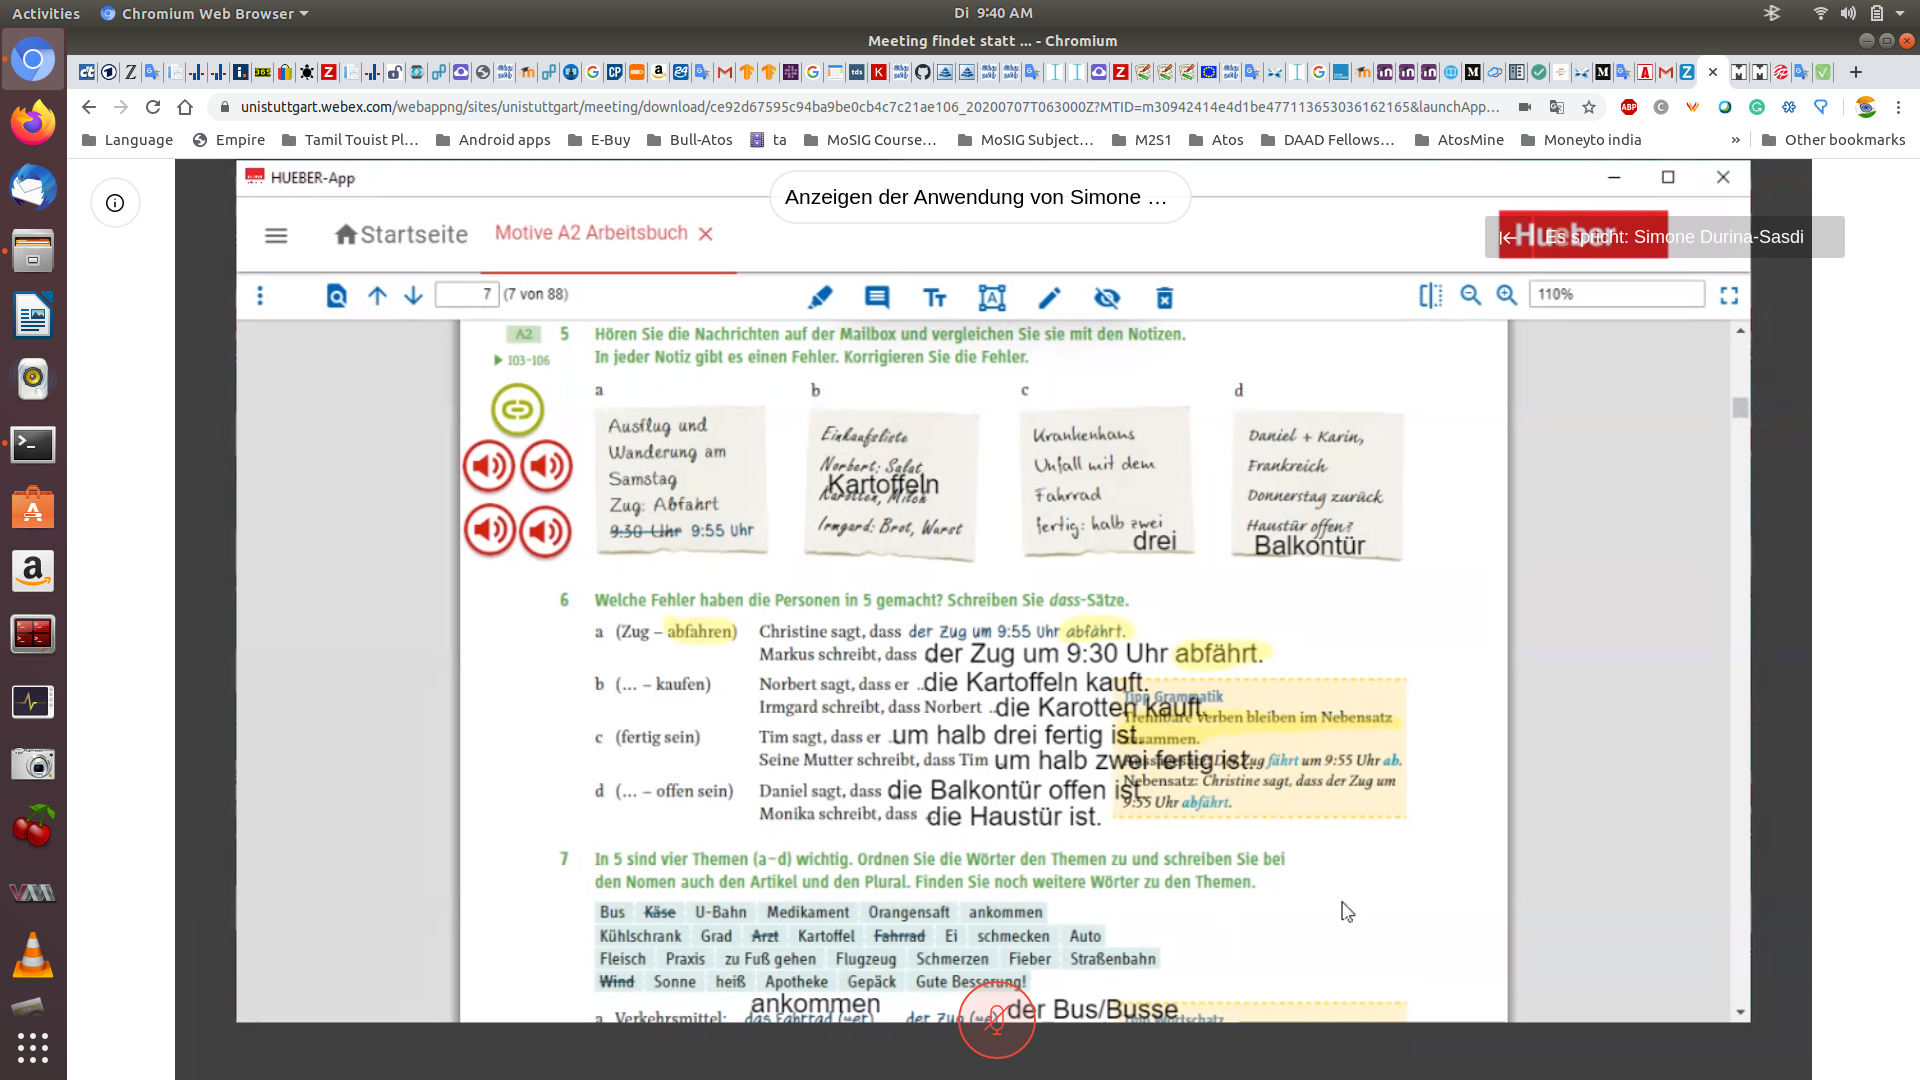 Activities
Chromium Web Browser
Di 9:40 AM
Meeting findet statt ... - Chromium
unistuttgart.webex.com/webappng/sites/unistuttgart/meeting/download/ce92d67595c94ba9be0cb4c7c21ae106_20200707T063000Z?MTID=m30942414e4d1be477113653036162165&launchApp...
Language Empire Tamil Touist Pl... Android apps E-Buy Bull-Atos ta MoSIG Course... MoSIG Subject... M2S1 Atos DAAD Fellows... AtosMine Moneyto india » Other bookmarks
HUEBER-App
Anzeigen der Anwendung von Simone ...
Startseite
Motive A2 Arbeitsbuch
Hueber
Es spricht: Simone Durina-Sasdi
7 (7 von 88)
110%
A2 5 Hören Sie die Nachrichten auf der Mailbox und vergleichen Sie sie mit den Notizen.
103-106 In jeder Notiz gibt es einen Fehler. Korrigieren Sie die Fehler.
a
Ausflug und
Wanderung am
Samstag
Zug: Abfahrt
9:30 Uhr 9:55 Uhr
b
Einkaufsliste
Norbert: Salat,
Kartoffeln
Karotten, Milch
Irmgard: Brot, Wurst
c
Krankenhaus
Unfall mit dem
Fahrrad
fertig: halb zwei
drei
d
Daniel + Karin,
Frankreich
Donnerstag zurück
Haustür offen?
Balkontür
6 Welche Fehler haben die Personen in 5 gemacht? Schreiben Sie dass-Sätze.
a (Zug – abfahren) Christine sagt, dass der Zug um 9:55 Uhr abfährt.
Markus schreibt, dass der Zug um 9:30 Uhr abfährt.
b (... – kaufen) Norbert sagt, dass er ..die Kartoffeln kauft.
Irmgard schreibt, dass Norbert ..die Karotten kauft.
c (fertig sein) Tim sagt, dass er ..um halb drei fertig ist.
Seine Mutter schreibt, dass Tim um halb zwei fertig ist.
d (... – offen sein) Daniel sagt, dass die Balkontür offen ist.
Monika schreibt, dass die Haustür ist.
Tipp Grammatik
Trennbare Verben bleiben im Nebensatz
zusammen.
Der Zug fährt um 9:55 Uhr ab.
Nebensatz: Christine sagt, dass der Zug um
9:55 Uhr abfährt.
7 In 5 sind vier Themen (a–d) wichtig. Ordnen Sie die Wörter den Themen zu und schreiben Sie bei
den Nomen auch den Artikel und den Plural. Finden Sie noch weitere Wörter zu den Themen.
Bus Käse U-Bahn Medikament Orangensaft ankommen
Kühlschrank Grad Arzt Kartoffel Fahrrad Ei schmecken Auto
Fleisch Praxis zu Fuß gehen Flugzeug Schmerzen Fieber Straßenbahn
Wind Sonne heiß Apotheke Gepäck Gute Besserung!
ankommen der Bus/Busse
a Verkehrsmittel: das Fahrrad (-er) der Zug
Tipp Wortschatz